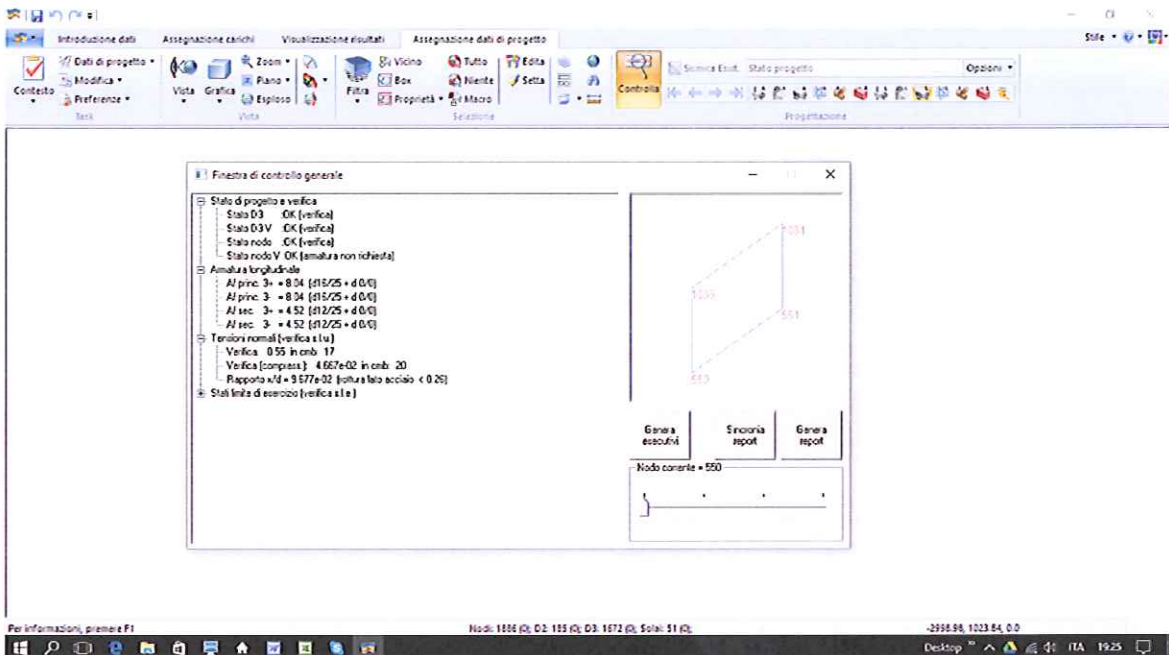 Introduzione dati Assegnazione carichi Visualizzazione risultati Assegnazione dati di progetto Stile
Contesto
Dati di progetto
Modifica
Preferenze
Task
Vista
Grafica
Zoom
Piano
Esploso
Vista
Filtra
Vicino
Box
Proprietà
Tutto
Niente
Macro
Edita
Setta
Selezione
Controlla
Stato progetto
Opzioni
Progettazione
Finestra di controllo generale
Stato di progetto e verifica
Stato D3 :OK (verifica)
Stato D3 V :OK (verifica)
Stato nodo :OK (verifica)
Stato nodo V OK (armatura non richiesta)
Armatura longitudinale
Af princ. 3+ = 8.04 (d16/25 + d 0/0)
Af princ. 3- = 8.04 (d16/25 + d 0/0)
Af sec. 3+ = 4.52 (d12/25 + d 0/0)
Af sec. 3- = 4.52 (d12/25 + d 0/0)
Tensioni normali (verifica s.l.u.)
Verifica 0.55 in cmb 17
Verifica (compress.) 4.667e-02 in cmb 20
Rapporto x/d = 9.677e-02 (rottura lato acciaio < 0.26)
Stati limite di esercizio (verifica s.l.e.)
551
Genera esecutivi
Sincronia report
Genera report
Nodo corrente = 550
Per informazioni, premere F1
Nodi: 1886 (0); D2: 185 (0); D3: 1672 (0); Solai: 51 (0);
-2958.98, 1023.84, 0.0
Desktop
ITA
19:25